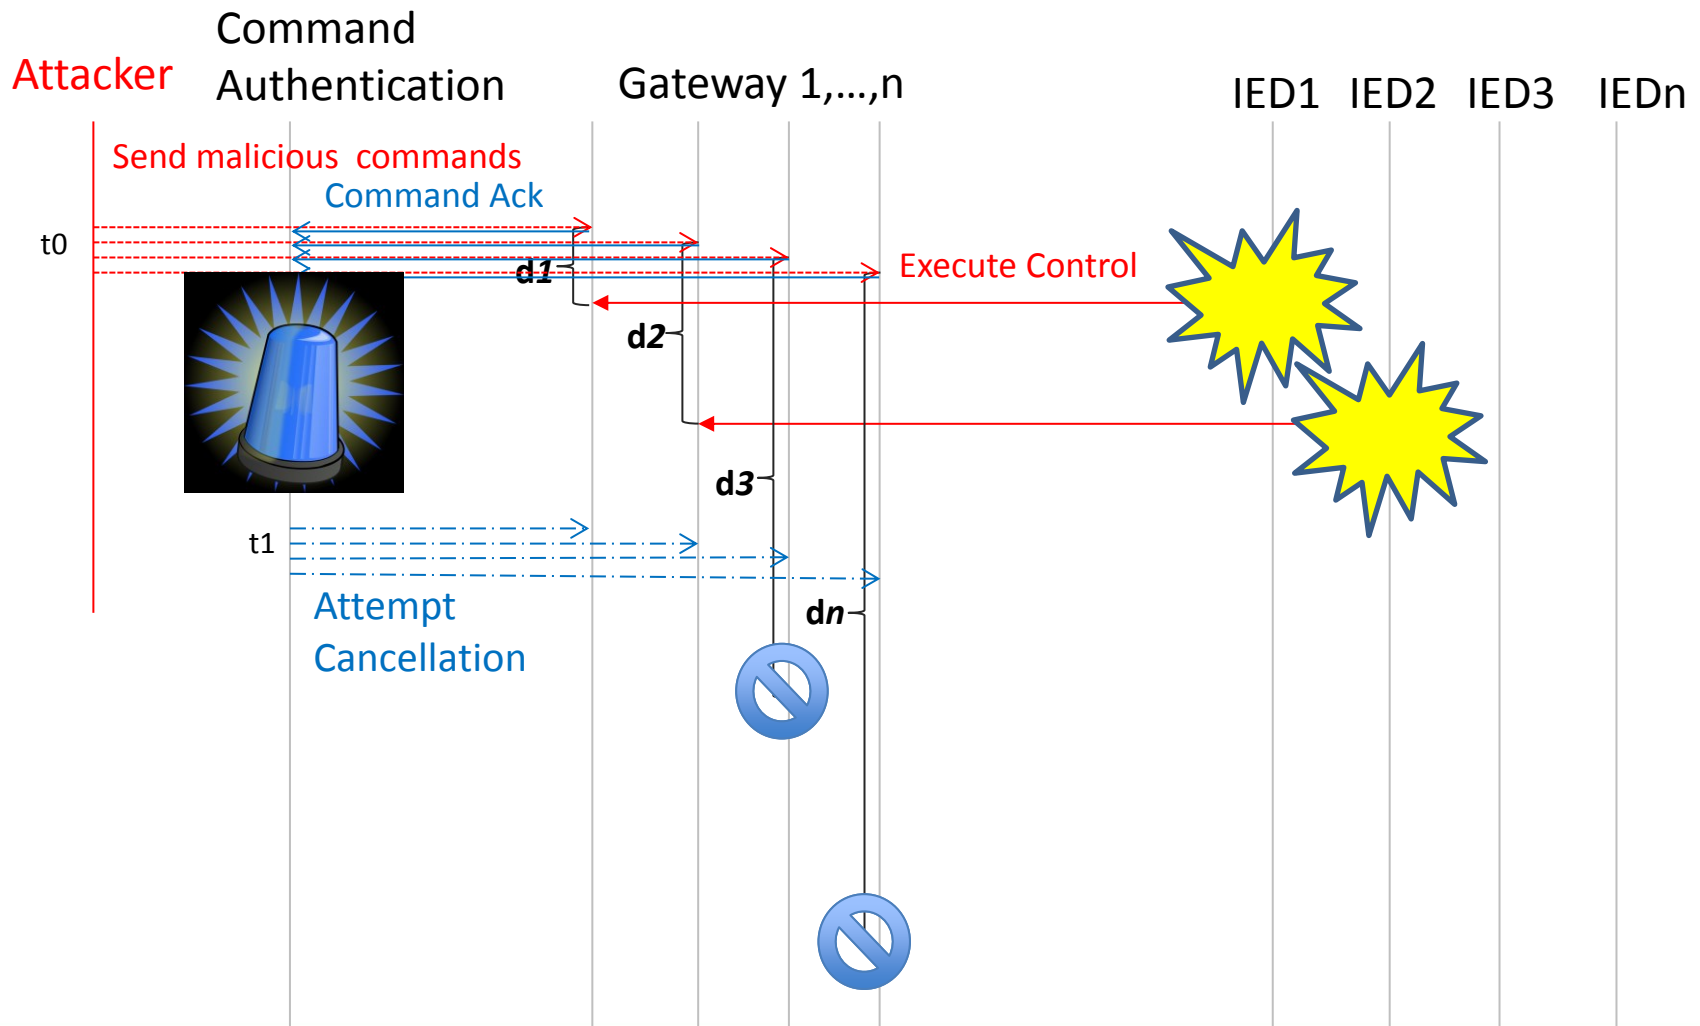 Command
Authentication
Attacker
Gateway 1,...,n
IED1 IED2 IED3 IEDn
Send malicious commands
Command Ack
t0
d1
Execute Control
d2
d3
t1
Attempt
Cancellation
dn